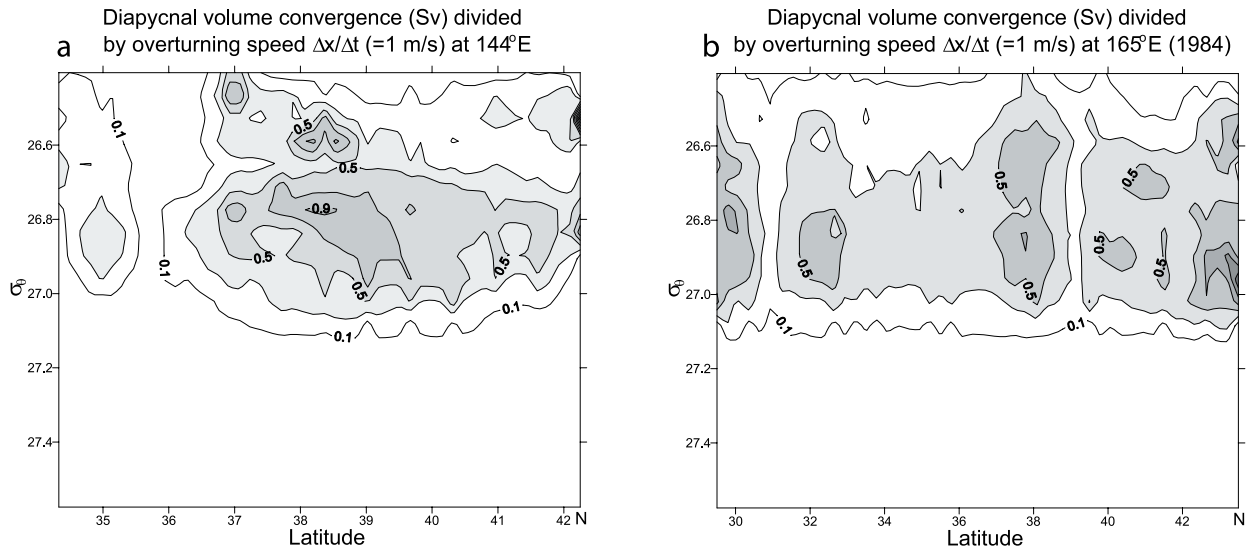 Diapycnal volume convergence (Sv) divided
a by overturning speed Δx/Δt (=1 m/s) at 144°E
0.1
0.5
0.5
0.9
0.1
0.5
0.5
0.5
0.1
26.6
26.8
27.0
27.2
27.4
σθ
35 36 37 38 39 40 41 42 N
Latitude
Diapycnal volume convergence (Sv) divided
b by overturning speed Δx/Δt (=1 m/s) at 165°E (1984)
0.5
0.5
0.5
0.5
0.5
0.5
0.1
0.1
26.6
26.8
27.0
27.2
27.4
σθ
30 32 34 36 38 40 42 N
Latitude